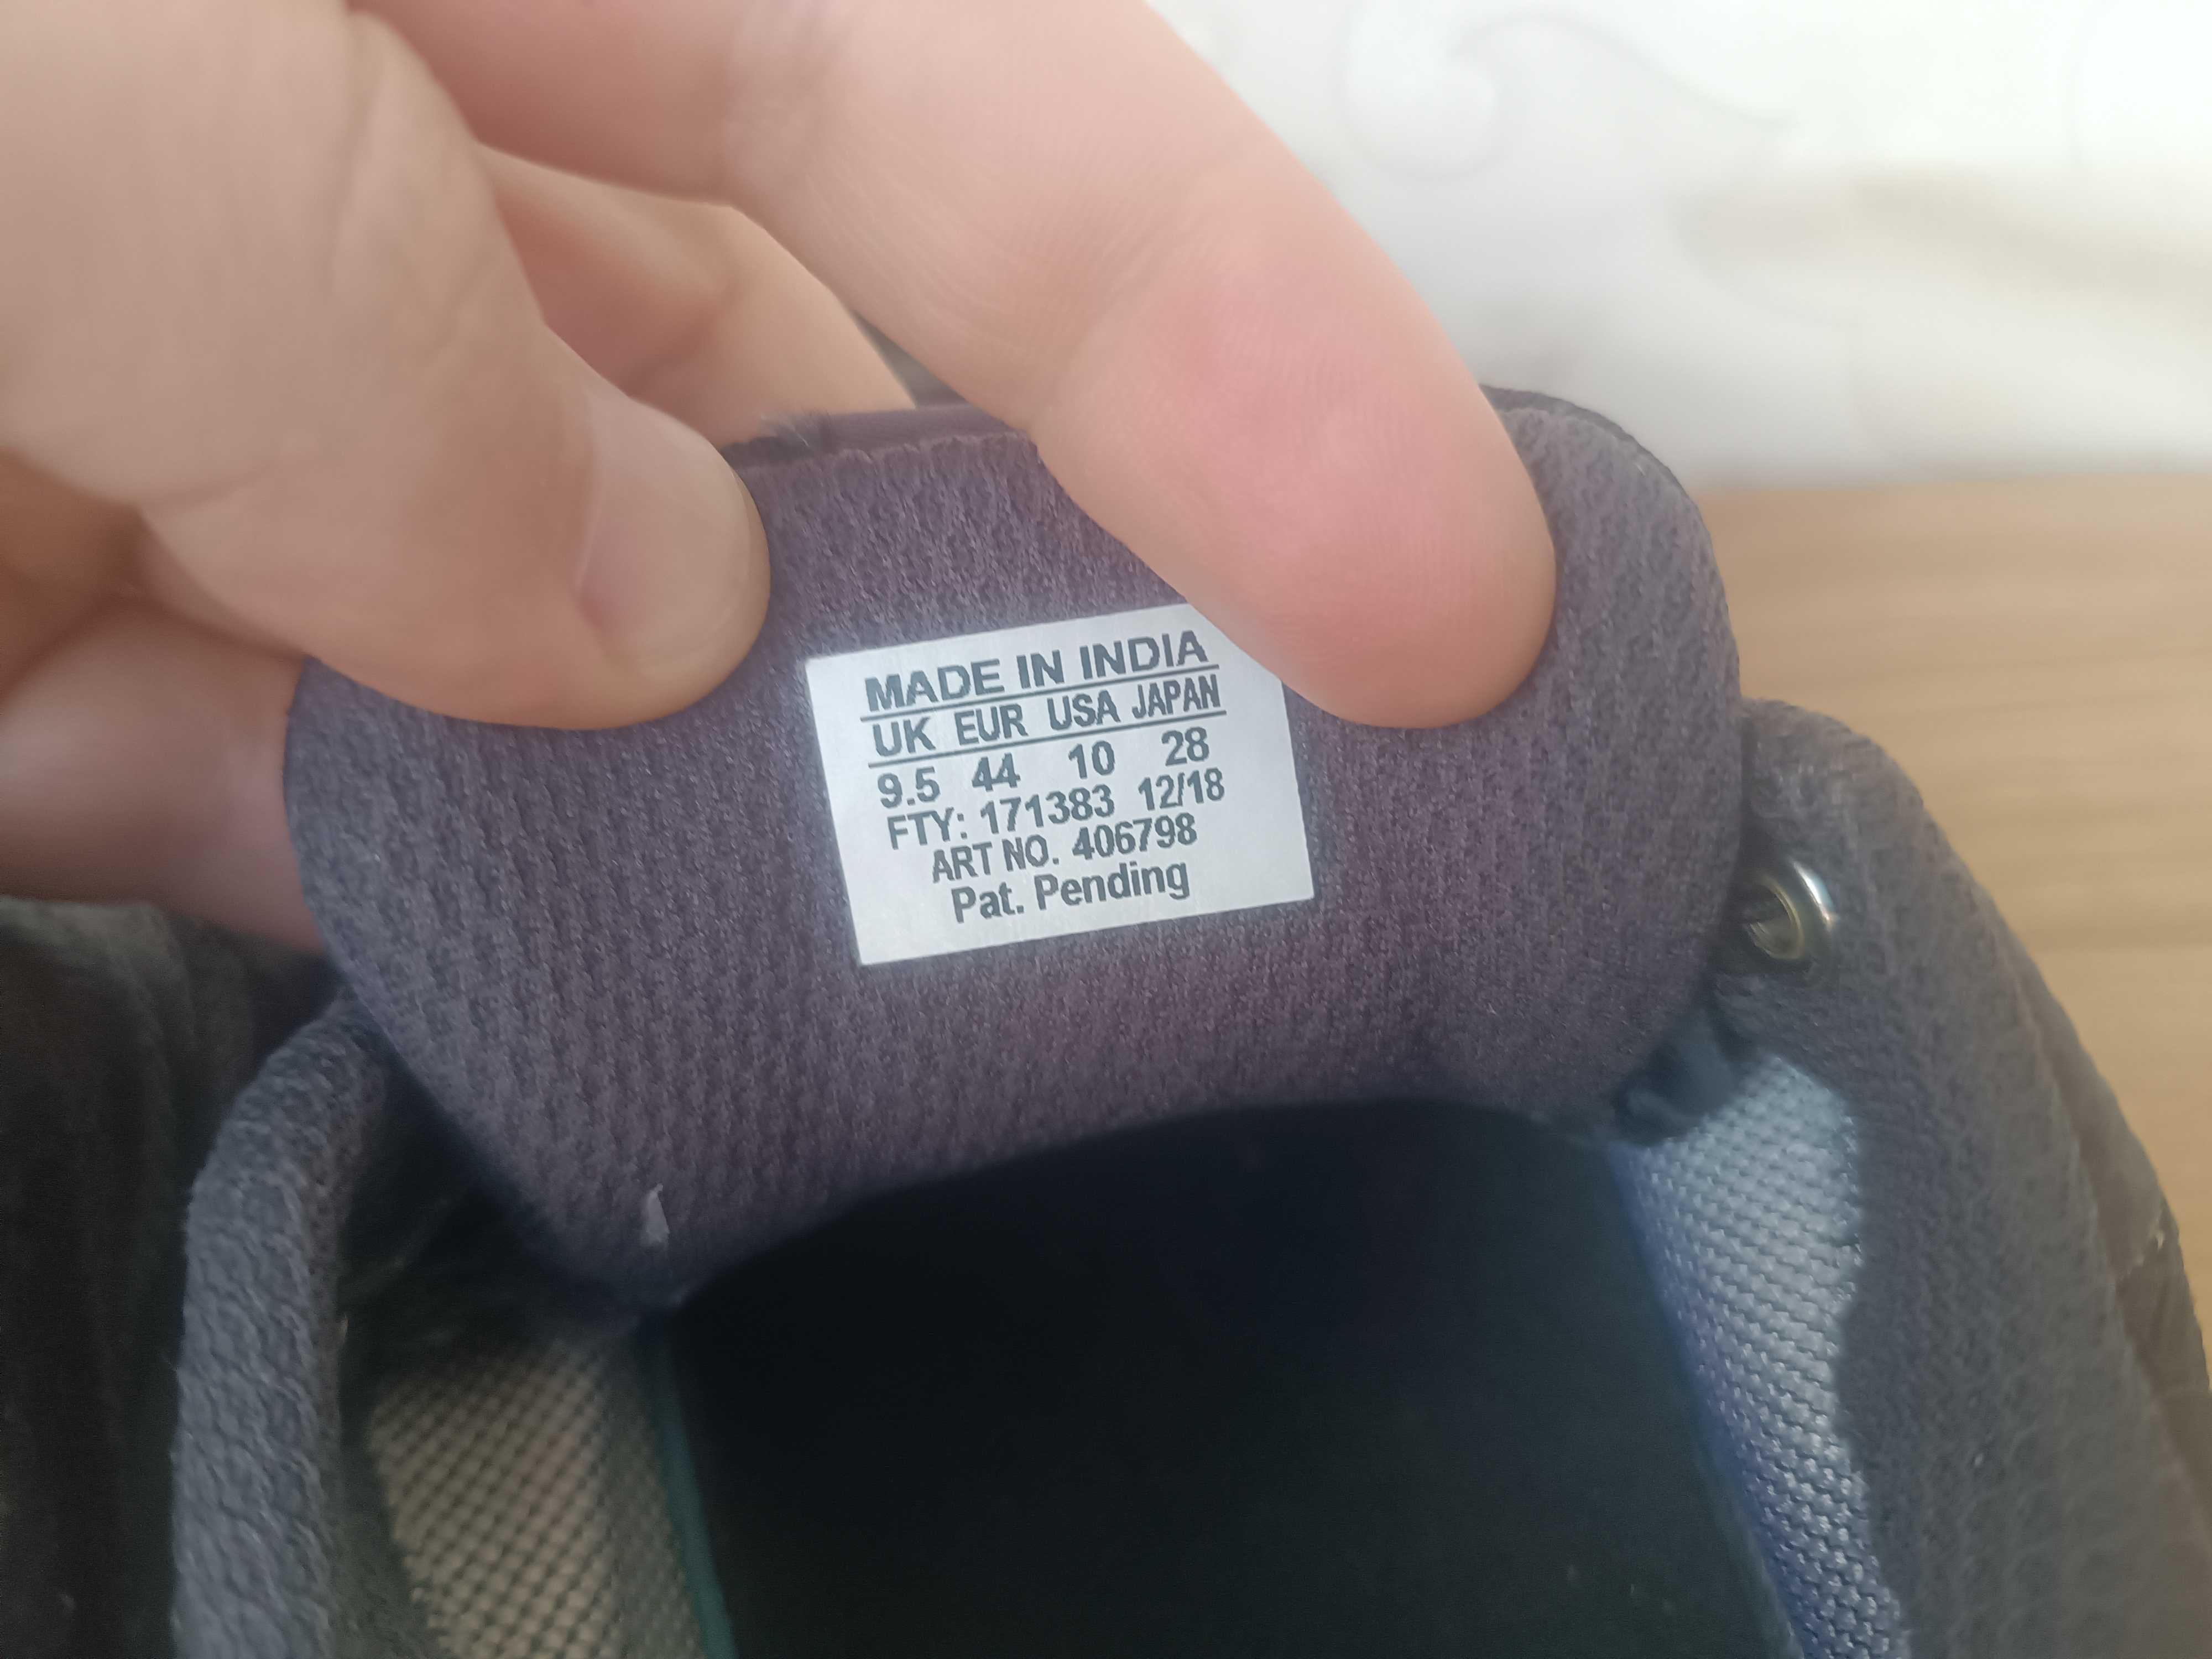 MADE IN INDIA
UK EUR USA JAPAN
9.5 44 10 28
FTY: 171383 12/18
ART NO. 406798
Pat. Pending